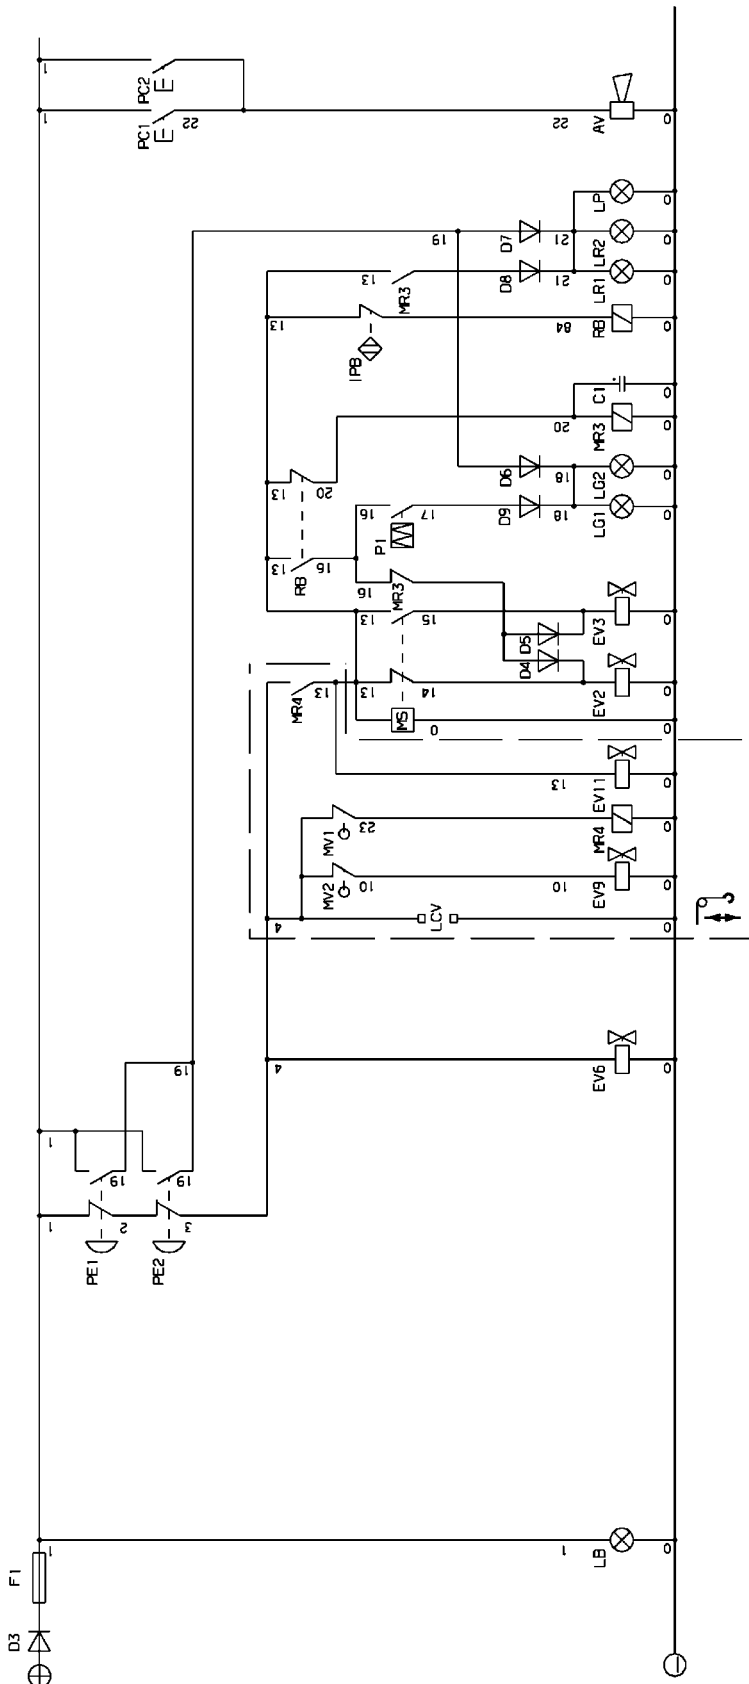 1
PC2
1
PC1
22
22
AV
0
LP
0
19
D7
21
LR2
0
13
MR3
D8
21
LR1
0
13
IPB
84
RB
0
C1
0
20
MR3
0
13
20
D6
18
LG2
0
16
P1
17
D9
18
LG1
0
13
RB
16
16
MR3
13
15
D5
EV3
0
D4
MR4
13
13
14
EV2
0
MS
0
0
13
EV11
0
MV1
23
MR4
0
MV2
10
10
EV9
0
4
LCV
0
19
4
EV6
0
1
19
19
1
2
3
PE1
PE2
F1
1
1
LB
0
D3